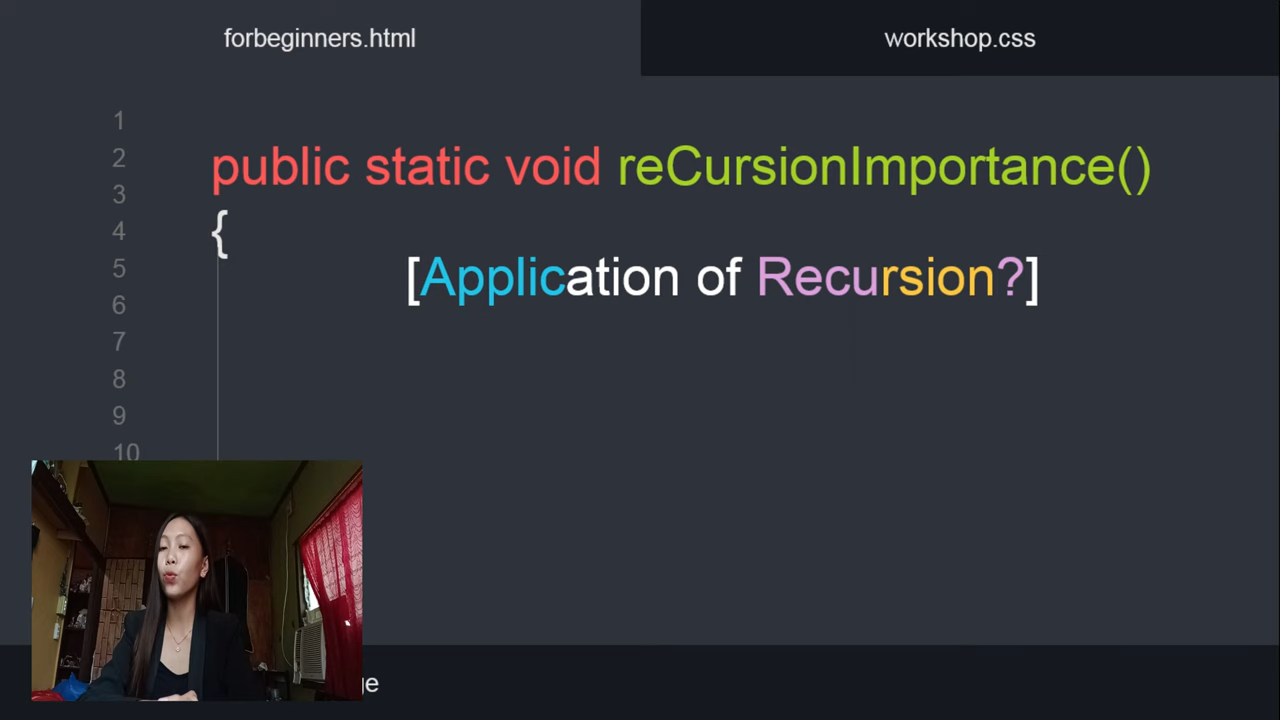 forbeginners.html
workshop.css
1
2
public static void reCursionImportance()
3
4
{
5
[Application of Recursion?]
6
7
8
9
10